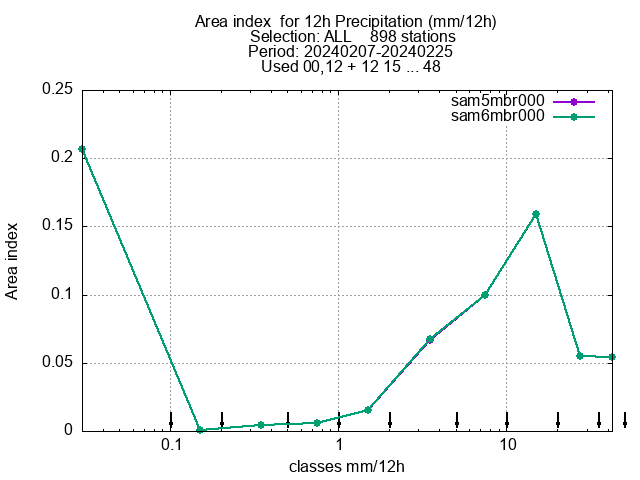 Area index  for 12h Precipitation (mm/12h)
Selection: ALL    898 stations
Period: 20240207-20240225
Used 00,12 + 12 15 ... 48
sam5mbr000
sam6mbr000
0.25
0.2
0.15
0.1
0.05
0
Area index
0.1 1 10
classes mm/12h